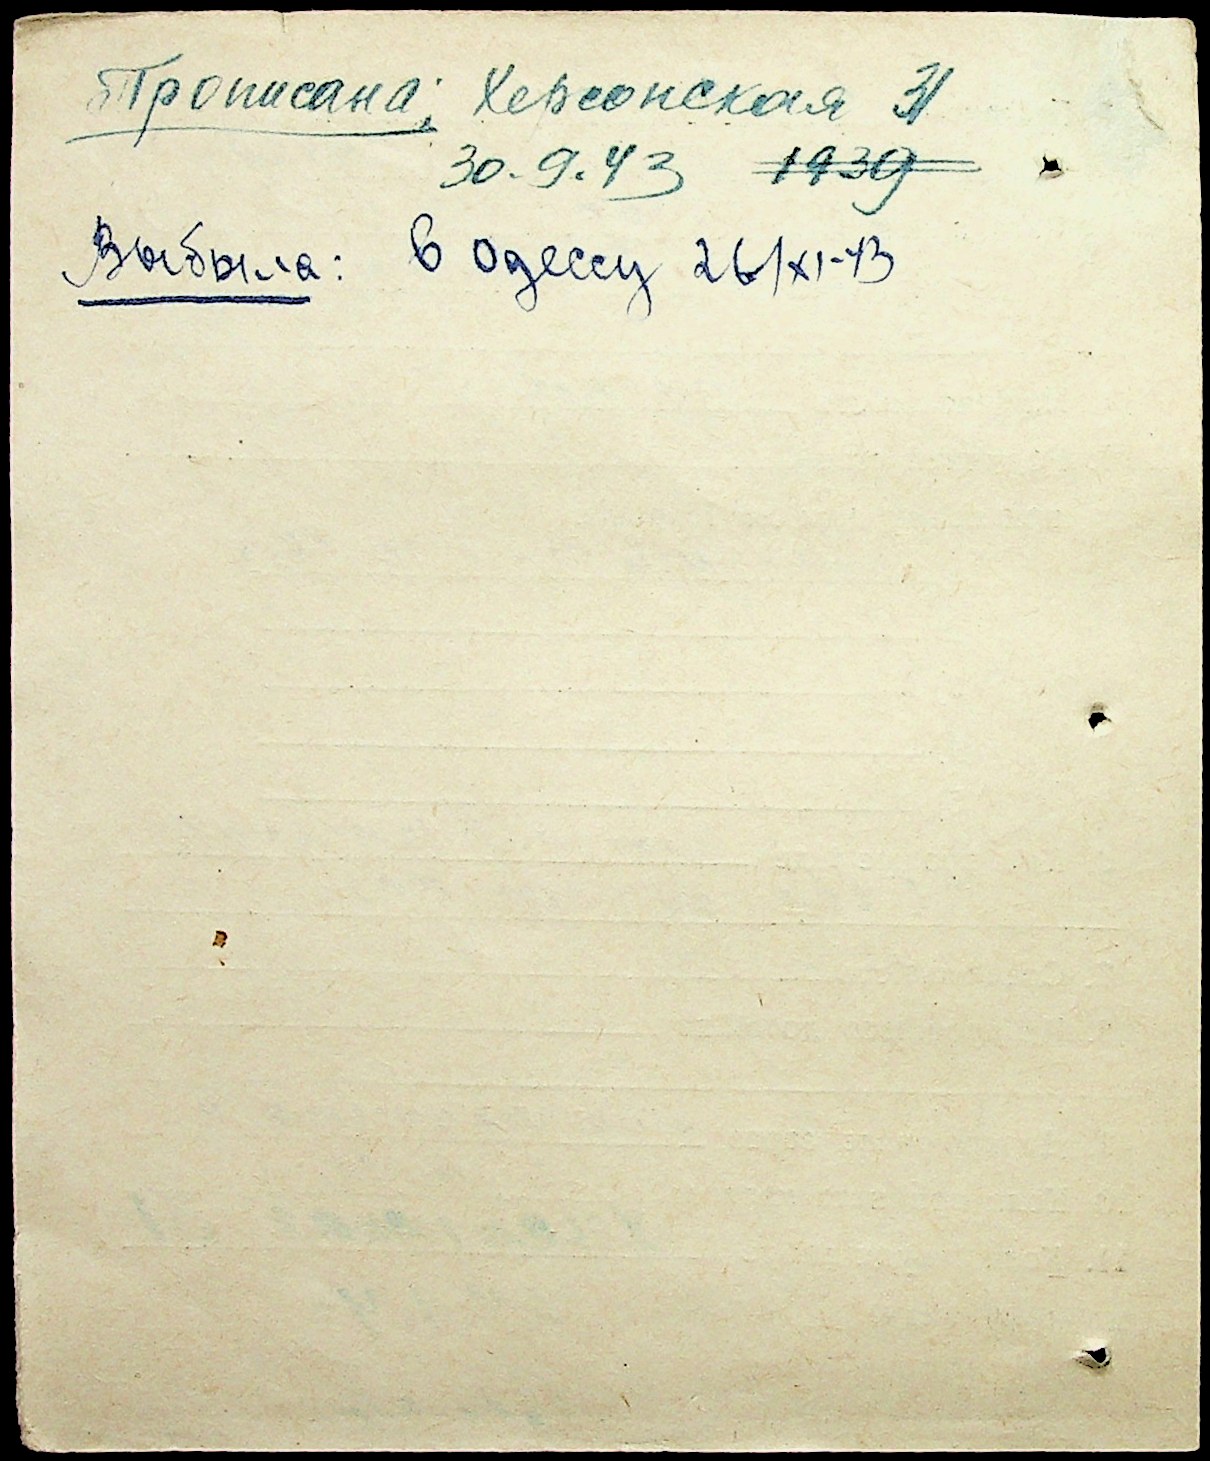 Прописана: Херсонская 31
30.9.43 1939
Выбыла: в Одессу 26/XI-43